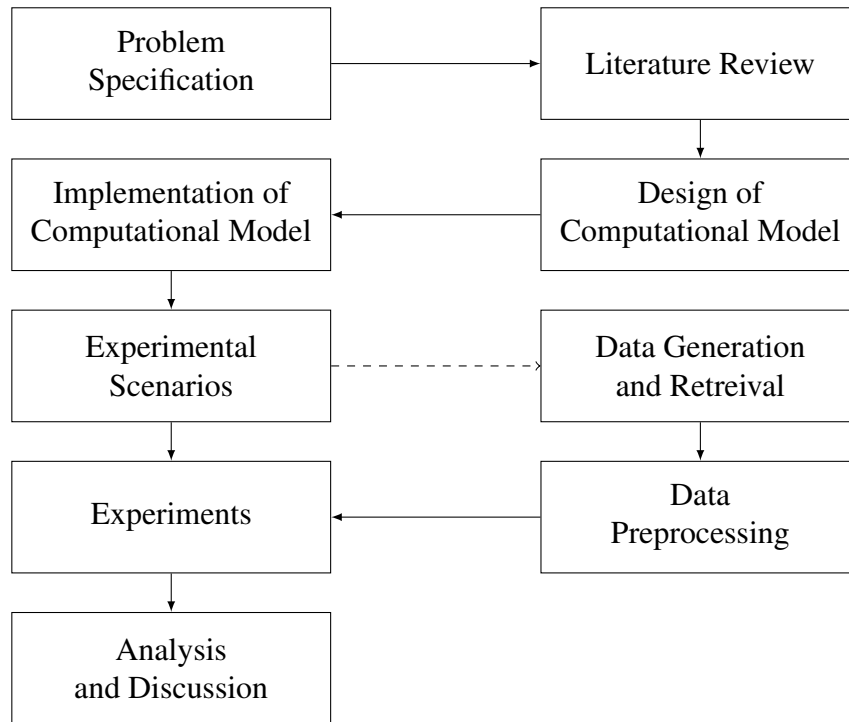 Problem
Specification
Literature Review
Implementation of
Computational Model
Design of
Computational Model
Experimental
Scenarios
Data Generation
and Retreival
Experiments
Data
Preprocessing
Analysis
and Discussion